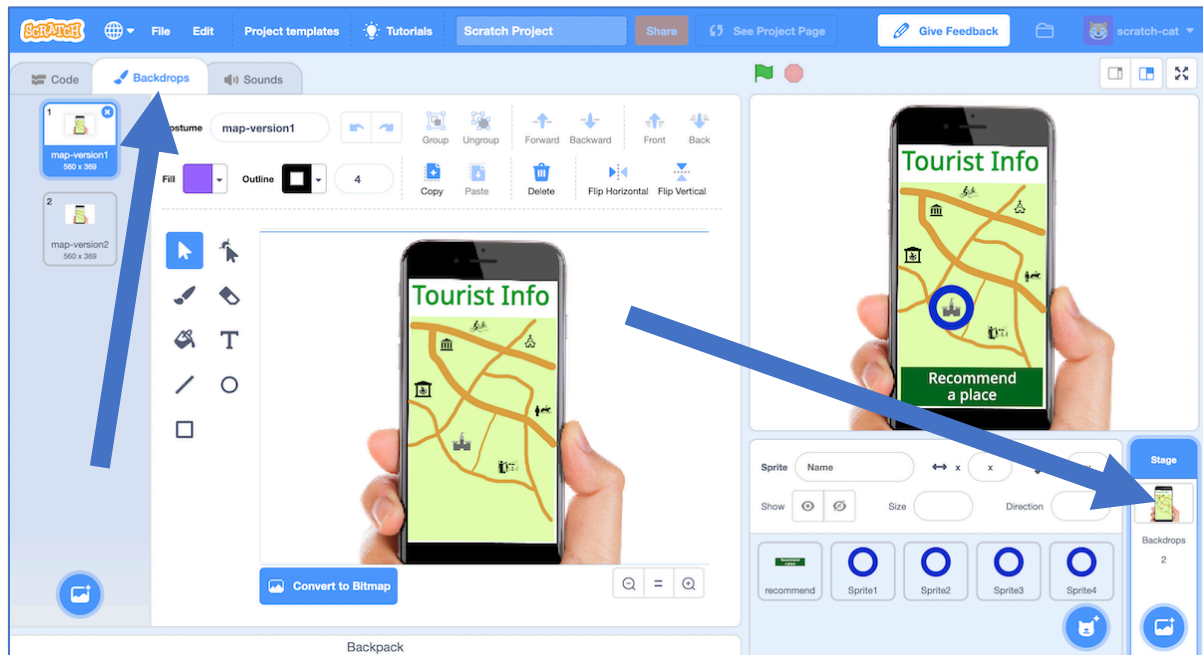 SCRATCH File Edit Project templates Tutorials Scratch Project Share See Project Page Give Feedback scratch-cat
Code Backdrops Sounds
1
map-version1
560 x 369
2
map-version2
560 x 369
map-version1
Group Ungroup Forward Backward Front Back
Fill Outline 4
Copy Paste Delete Flip Horizontal Flip Vertical
T
Tourist Info
Convert to Bitmap
=
Backpack
Tourist Info
Recommend
a place
Sprite Name x x
Show Size Direction
recommend Sprite1 Sprite2 Sprite3 Sprite4
Stage
Backdrops
2